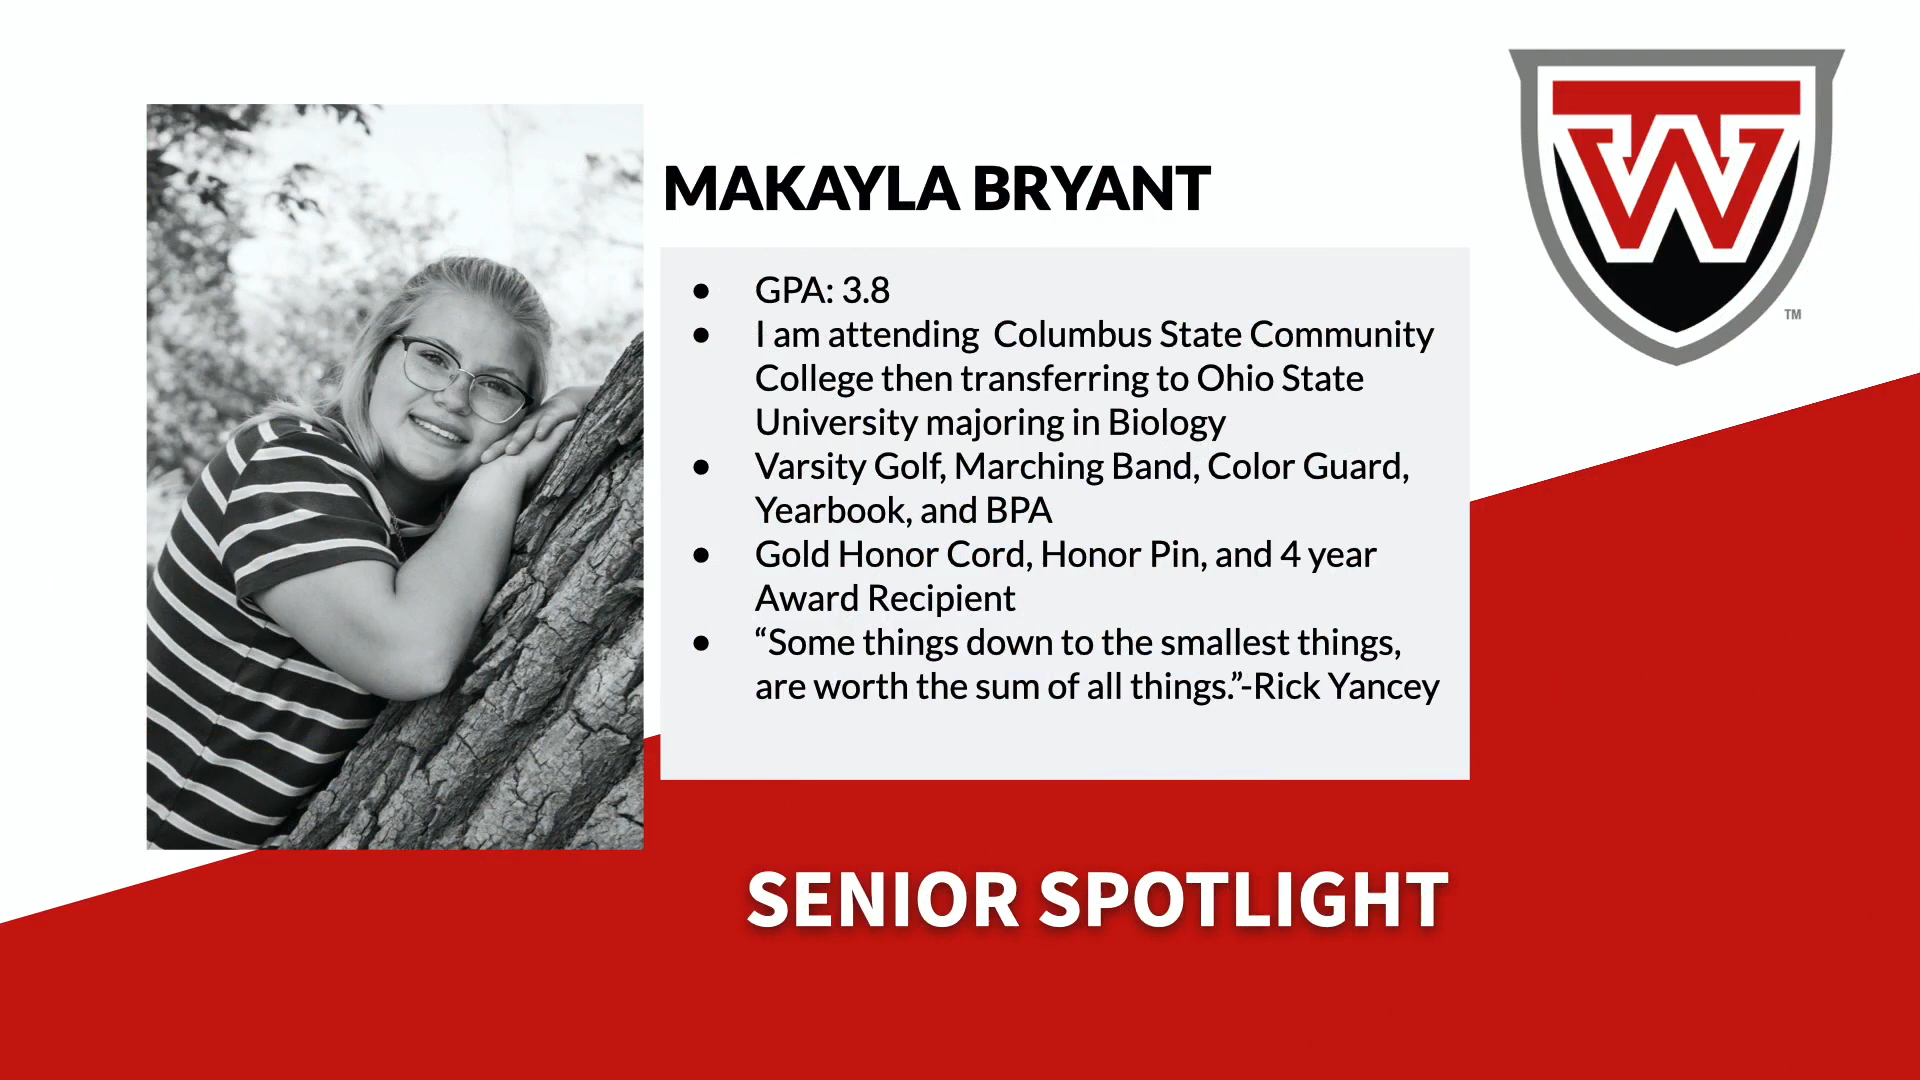 MAKAYLA BRYANT
● GPA: 3.8
● I am attending  Columbus State Community
College then transferring to Ohio State
University majoring in Biology
● Varsity Golf, Marching Band, Color Guard,
Yearbook, and BPA
● Gold Honor Cord, Honor Pin, and 4 year
Award Recipient
● “Some things down to the smallest things,
are worth the sum of all things.”-Rick Yancey
W
TM
SENIOR SPOTLIGHT